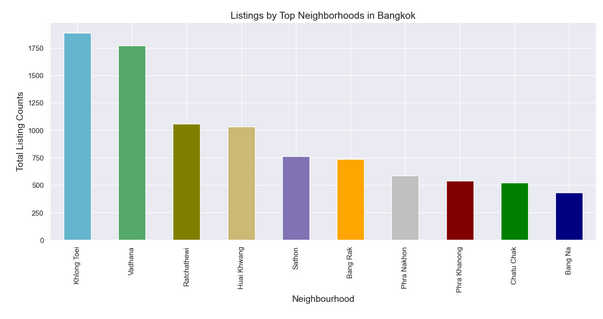 Listings by Top Neighborhoods in Bangkok
Total Listing Counts
1750
1500
1250
1000
750
500
250
0
Khlong Toei
Vadhana
Ratchathewi
Huai Khwang
Sathon
Bang Rak
Phra Nakhon
Phra Khanong
Chatu Chak
Bang Na
Neighbourhood